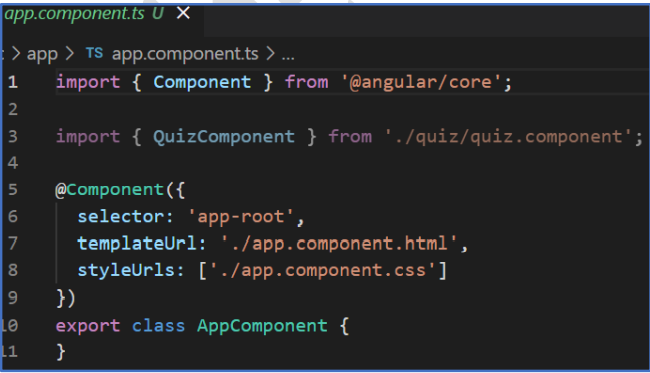 app.component.ts U ✕
: > app > TS app.component.ts > ...
1 import { Component } from '@angular/core';
2
3 import { QuizComponent } from './quiz/quiz.component';
4
5 @Component({
6   selector: 'app-root',
7   templateUrl: './app.component.html',
8   styleUrls: ['./app.component.css']
9 })
10 export class AppComponent {
11 }